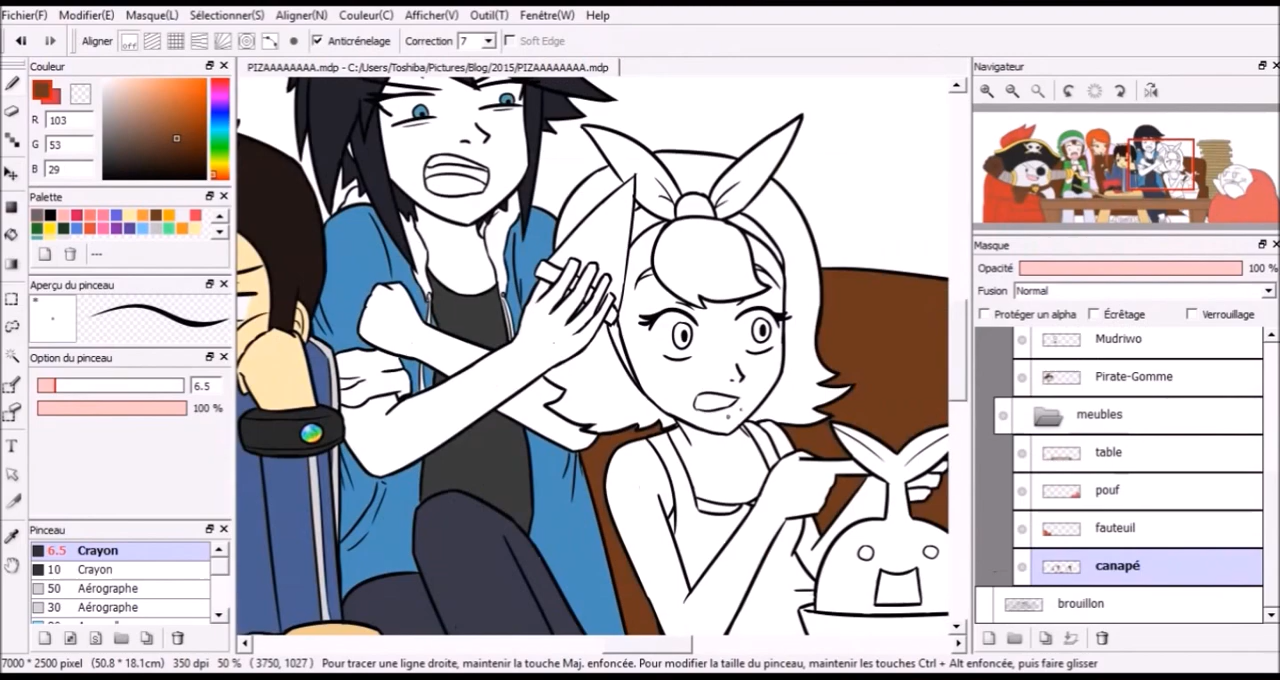 Fichier(F) Modifier(E) Masque(L) Sélectionner(S) Aligner(N) Couleur(C) Afficher(V) Outil(T) Fenêtre(W) Help
Aligner off Anticrénelage Correction 7 Soft Edge
Couleur
PIZAAAAAAAA.mdp - C:/Users/Toshiba/Pictures/Blog/2015/PIZAAAAAAAA.mdp
Navigateur
R 103
G 53
B 29
Palette
---
Masque
Opacité 100 %
Aperçu du pinceau
Fusion Normal
Protéger un alpha Écrêtage Verrouillage
Mudriwo
Option du pinceau
Pirate-Gomme
6.5
100 %
meubles
table
T
pouf
fauteuil
Pinceau
6.5 Crayon
canapé
10 Crayon
50 Aérographe
30 Aérographe
brouillon
7000 * 2500 pixel (50.8 * 18.1cm) 350 dpi 50 % (3750, 1027) Pour tracer une ligne droite, maintenir la touche Maj. enfoncée. Pour modifier la taille du pinceau, maintenir les touches Ctrl + Alt enfoncée, puis faire glisser